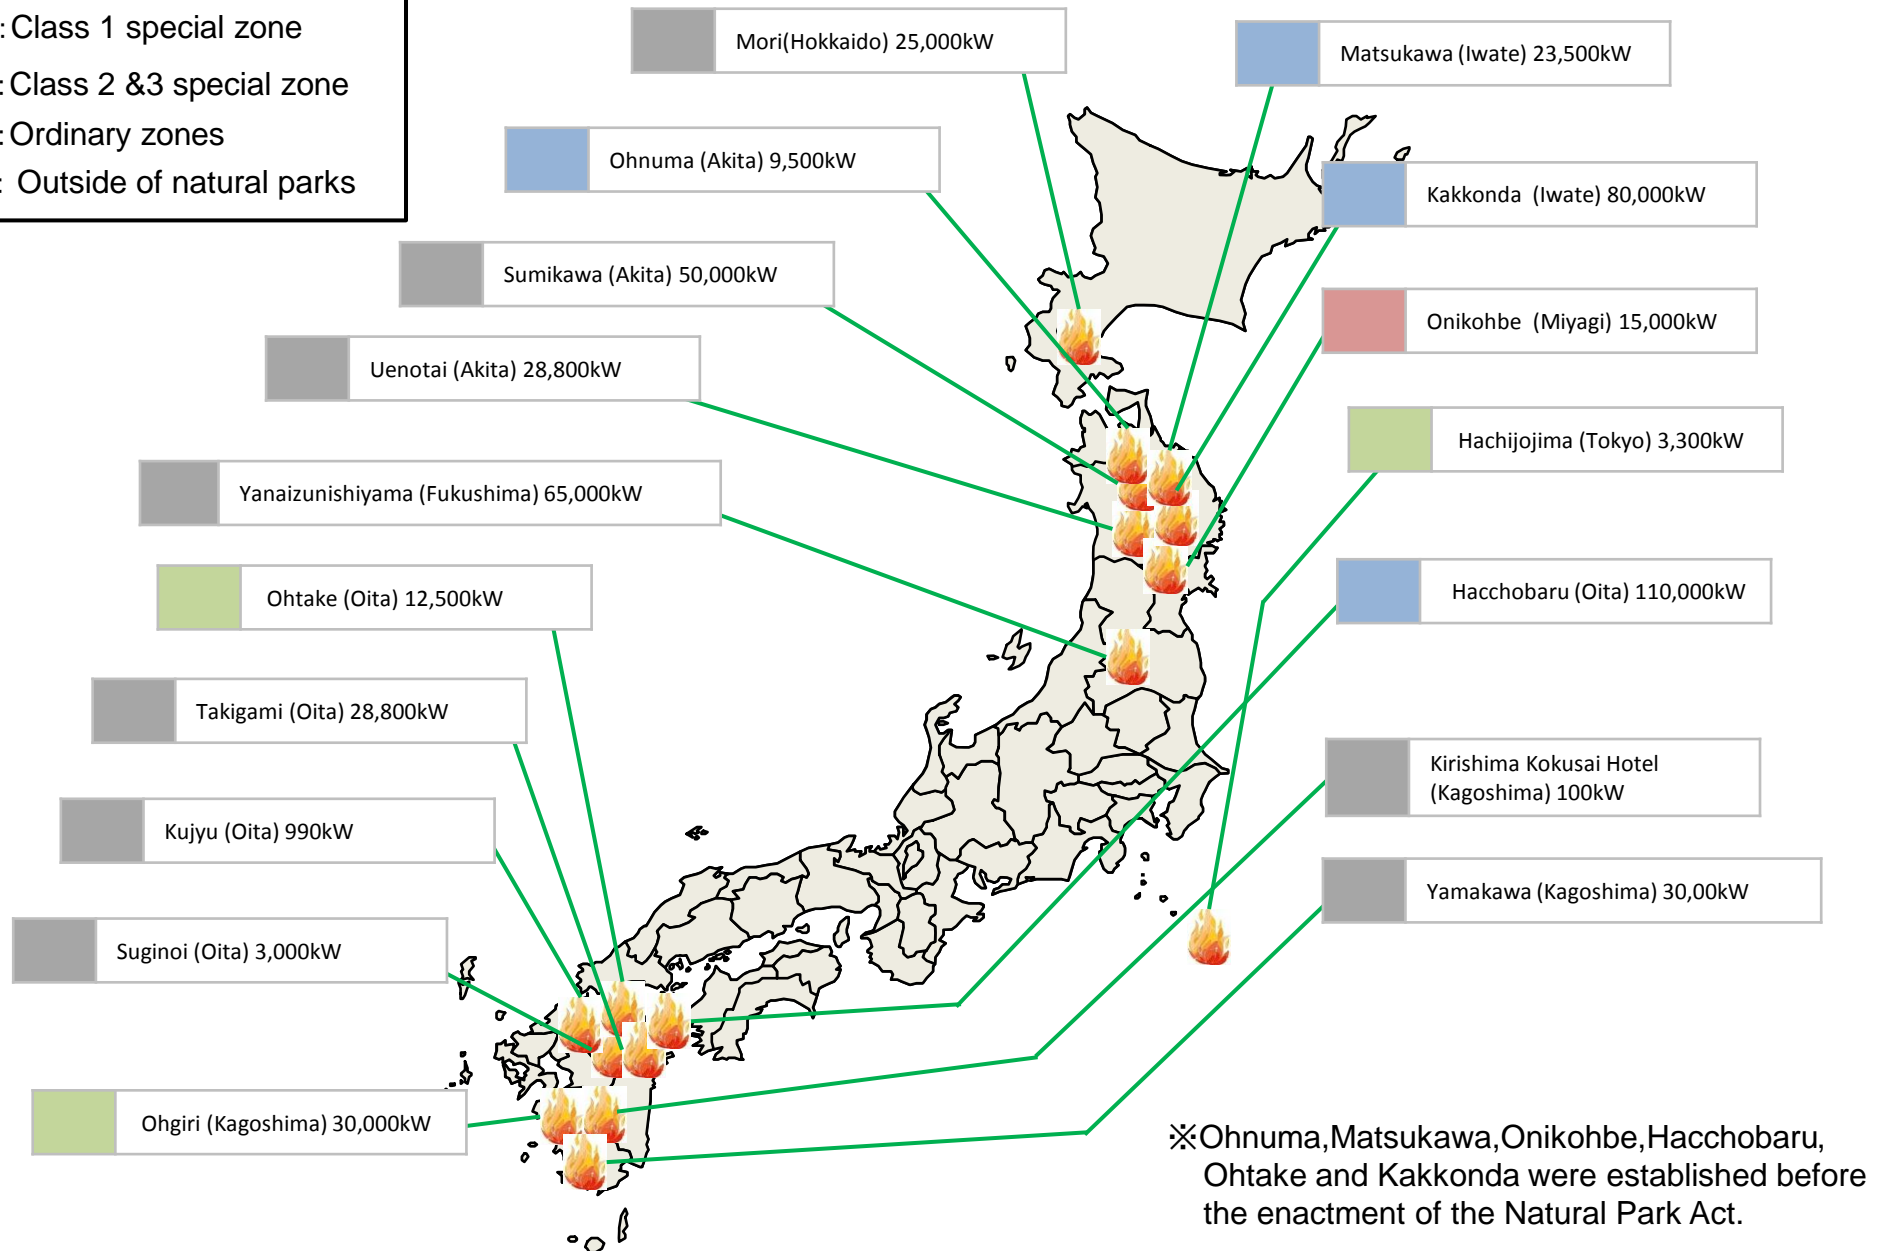 : Class 1 special zone
: Class 2 &3 special zone
: Ordinary zones
: Outside of natural parks
Mori(Hokkaido) 25,000kW
Matsukawa (Iwate) 23,500kW
Ohnuma (Akita) 9,500kW
Kakkonda (Iwate) 80,000kW
Sumikawa (Akita) 50,000kW
Onikohbe (Miyagi) 15,000kW
Uenotai (Akita) 28,800kW
Hachijojima (Tokyo) 3,300kW
Yanaizunishiyama (Fukushima) 65,000kW
Ohtake (Oita) 12,500kW
Hacchobaru (Oita) 110,000kW
Takigami (Oita) 28,800kW
Kirishima Kokusai Hotel
(Kagoshima) 100kW
Kujyu (Oita) 990kW
Yamakawa (Kagoshima) 30,00kW
Suginoi (Oita) 3,000kW
Ohgiri (Kagoshima) 30,000kW
※Ohnuma,Matsukawa,Onikohbe,Hacchobaru,
Ohtake and Kakkonda were established before
the enactment of the Natural Park Act.